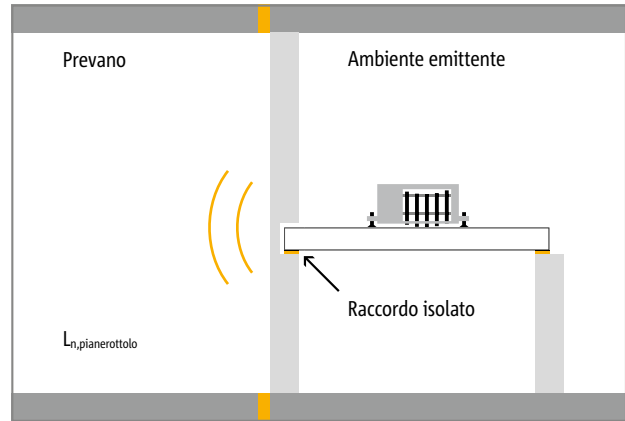 Prevano
Ambiente emittente
Raccordo isolato
Ln,pianerottolo